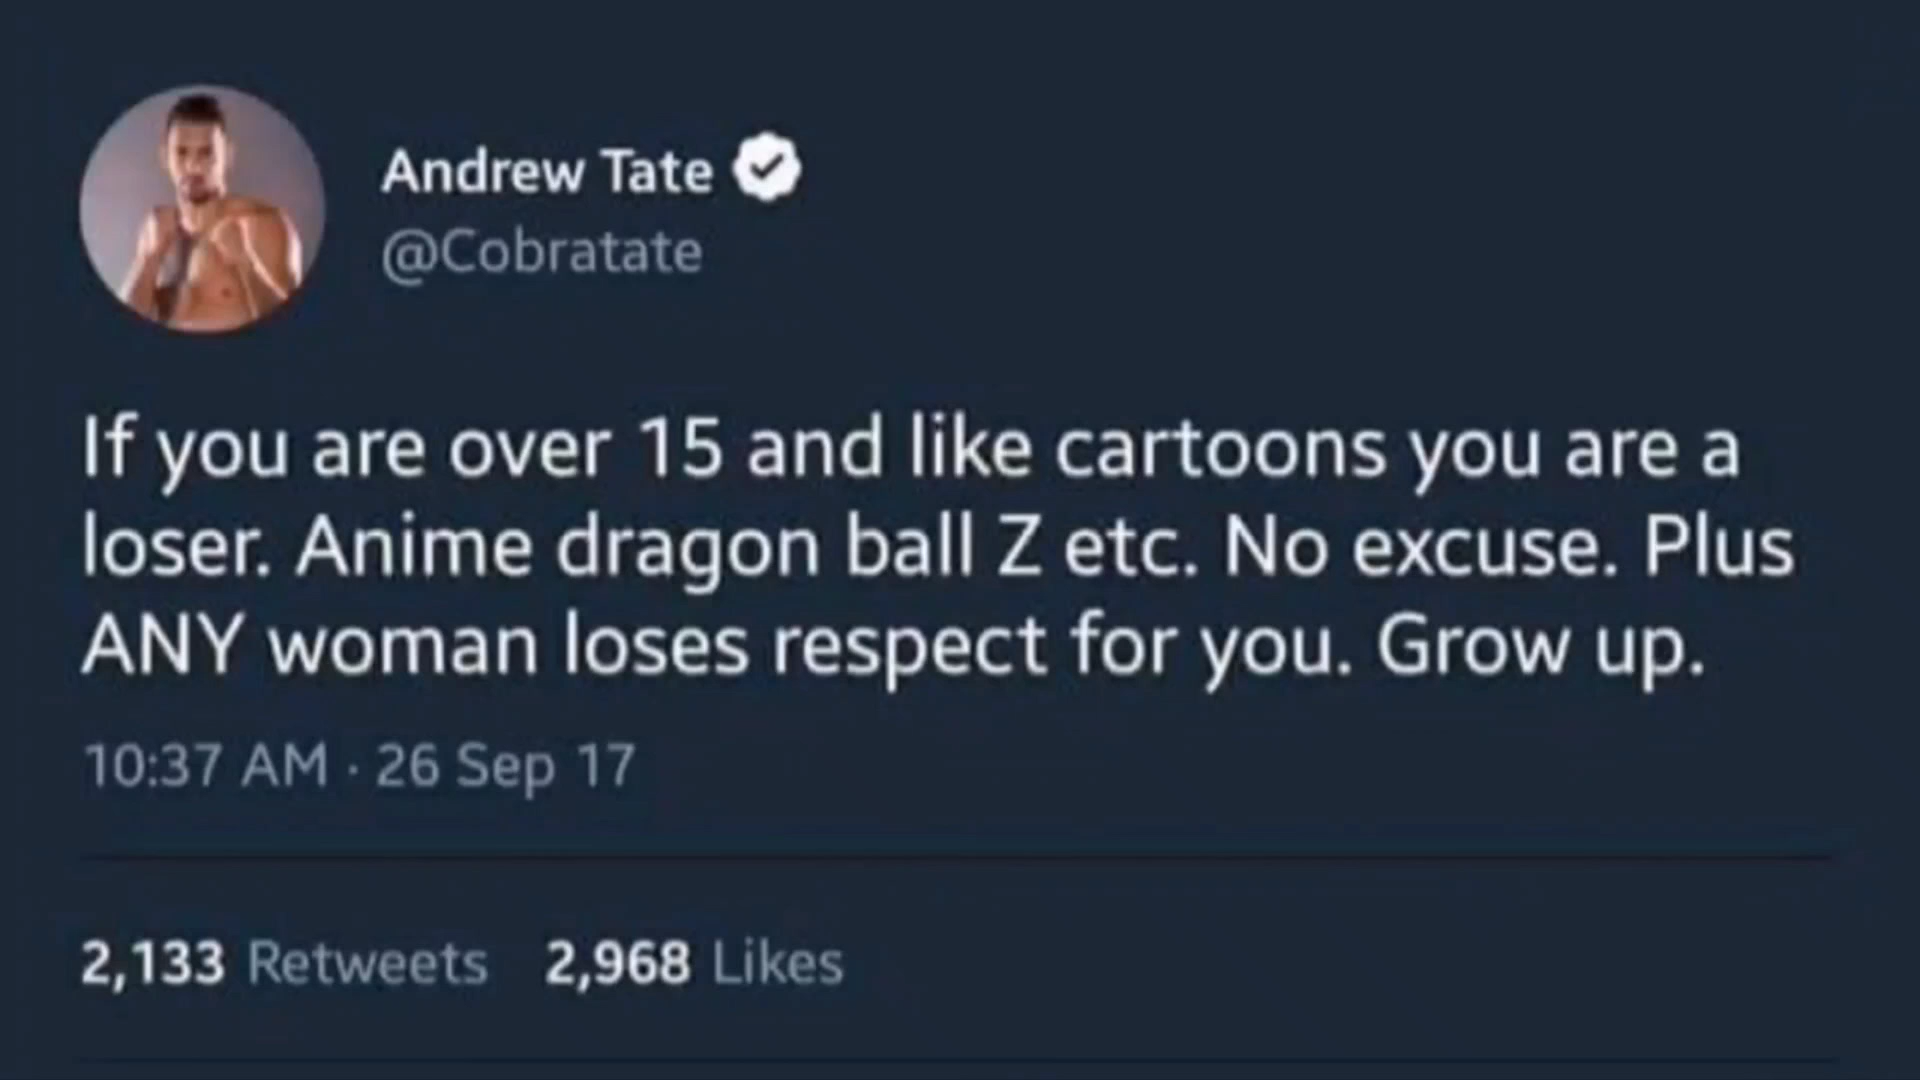 Andrew Tate
@Cobratate
If you are over 15 and like cartoons you are a
loser. Anime dragon ball Z etc. No excuse. Plus
ANY woman loses respect for you. Grow up.
10:37 AM · 26 Sep 17
2,133 Retweets 2,968 Likes